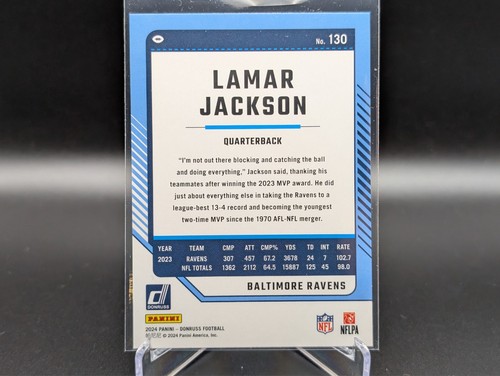 No. 130
LAMAR
JACKSON
QUARTERBACK
"I'm not out there blocking and catching the ball
and doing everything," Jackson said, thanking his
teammates after winning the 2023 MVP award. He did
just about everything else in taking the Ravens to a
league-best 13-4 record and becoming the youngest
two-time MVP since the 1970 AFL-NFL merger.
YEAR TEAM CMP ATT CMP% YDS TD INT RATE
2023 RAVENS 307 457 67.2 3678 24 7 102.7
NFL TOTALS 1362 2112 64.5 15887 125 45 98.0
BALTIMORE RAVENS
DONRUSS
PANINI
2024 PANINI - DONRUSS FOOTBALL
© 2024 Panini America, Inc.
NFL
NFLPA